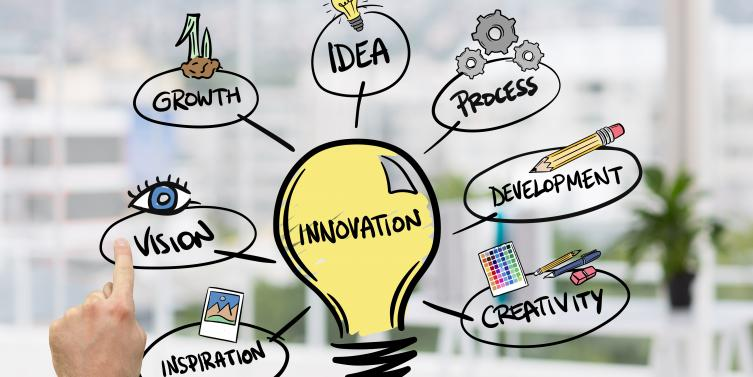 IDEA
GROWTH
PROCESS
DEVELOPMENT
INNOVATION
VISION
CREATIVITY
INSPIRATION